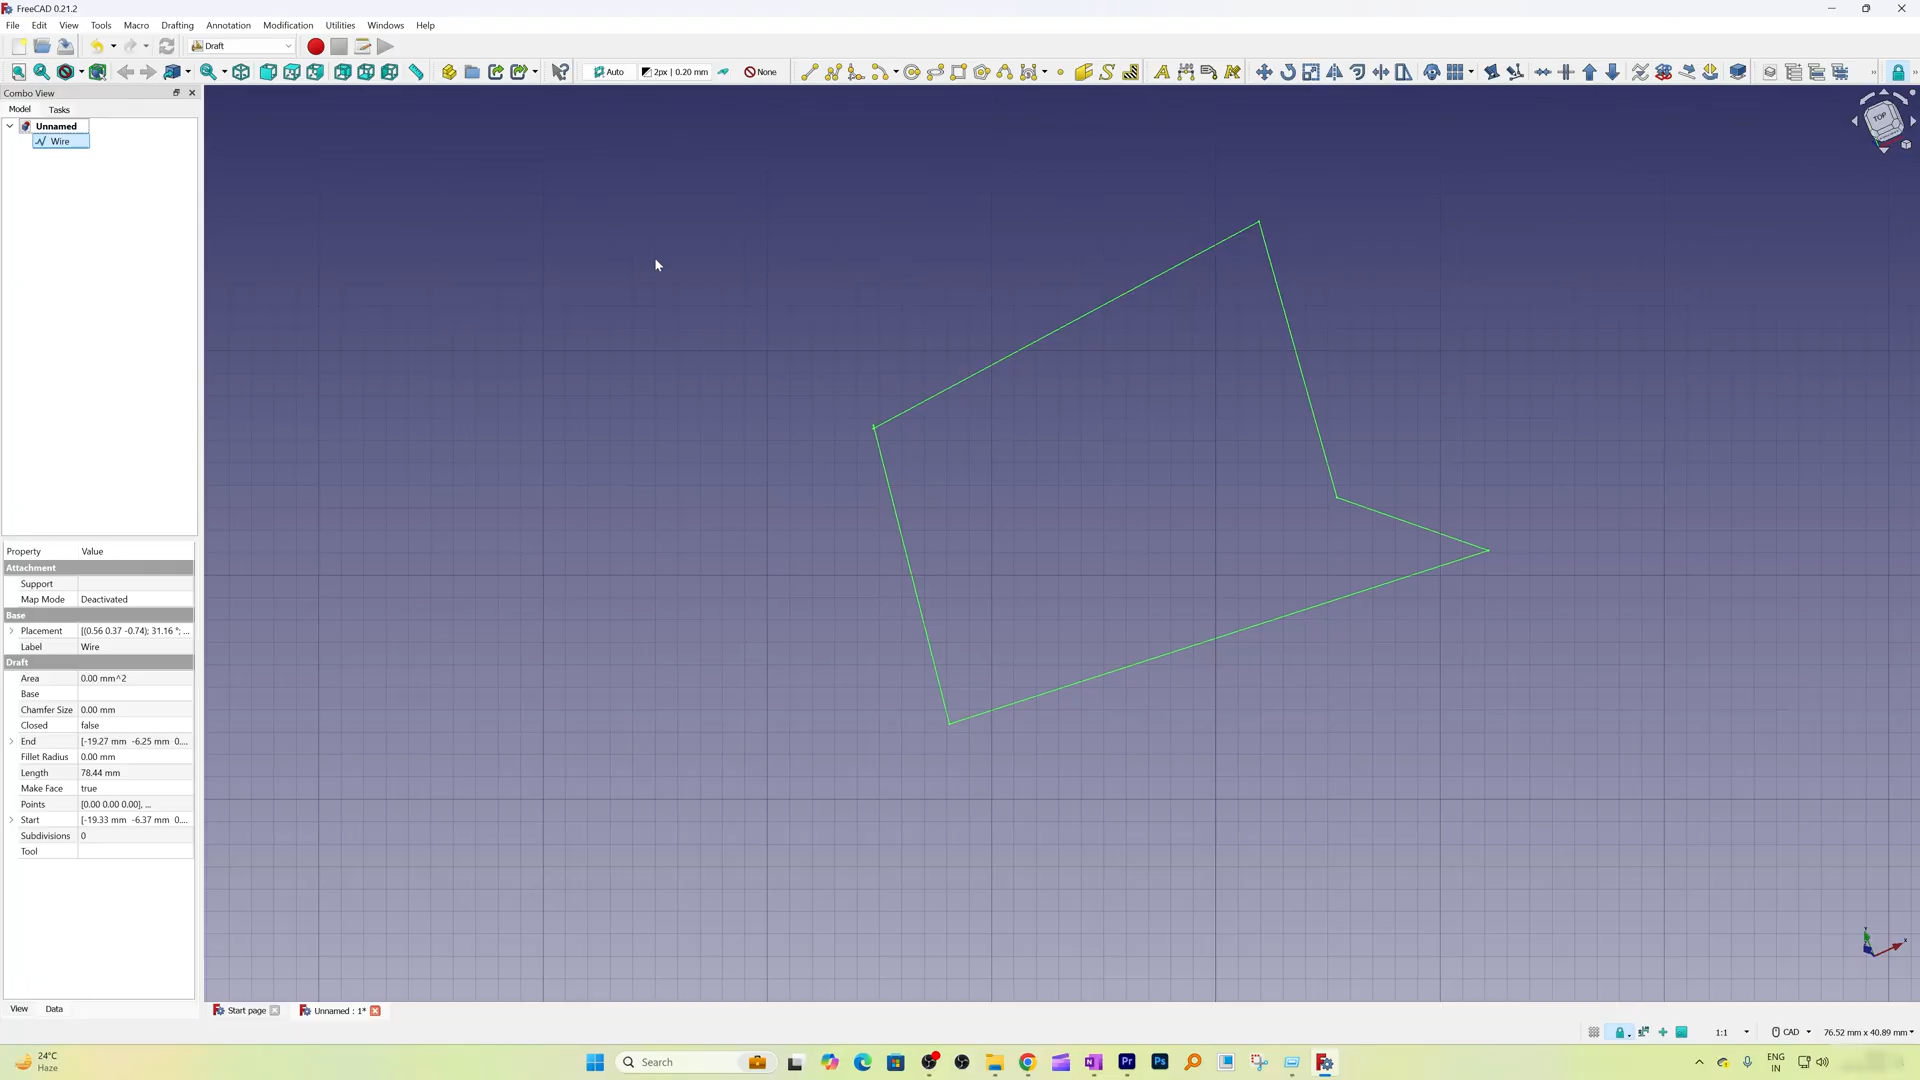 FreeCAD 0.21.2
File Edit View Tools Macro Drafting Annotation Modification Utilities Windows Help
Draft
Auto 2px | 0.20 mm None
Combo View
Model Tasks
Unnamed
Wire
TOP
Property Value
Attachment
Support
Map Mode Deactivated
Base
Placement [(0.56 0.37 -0.74); 31.16 °; ...
Label Wire
Draft
Area 0.00 mm^2
Base
Chamfer Size 0.00 mm
Closed false
End [-19.27 mm -6.25 mm 0....
Fillet Radius 0.00 mm
Length 78.44 mm
Make Face true
Points [0.00 0.00 0.00], ...
Start [-19.33 mm -6.37 mm 0....
Subdivisions 0
Tool
View Data
Start page Unnamed : 1*
1:1 CAD 76.52 mm x 40.89 mm
24°C
Haze
Search
Pr Ps
ENG
IN